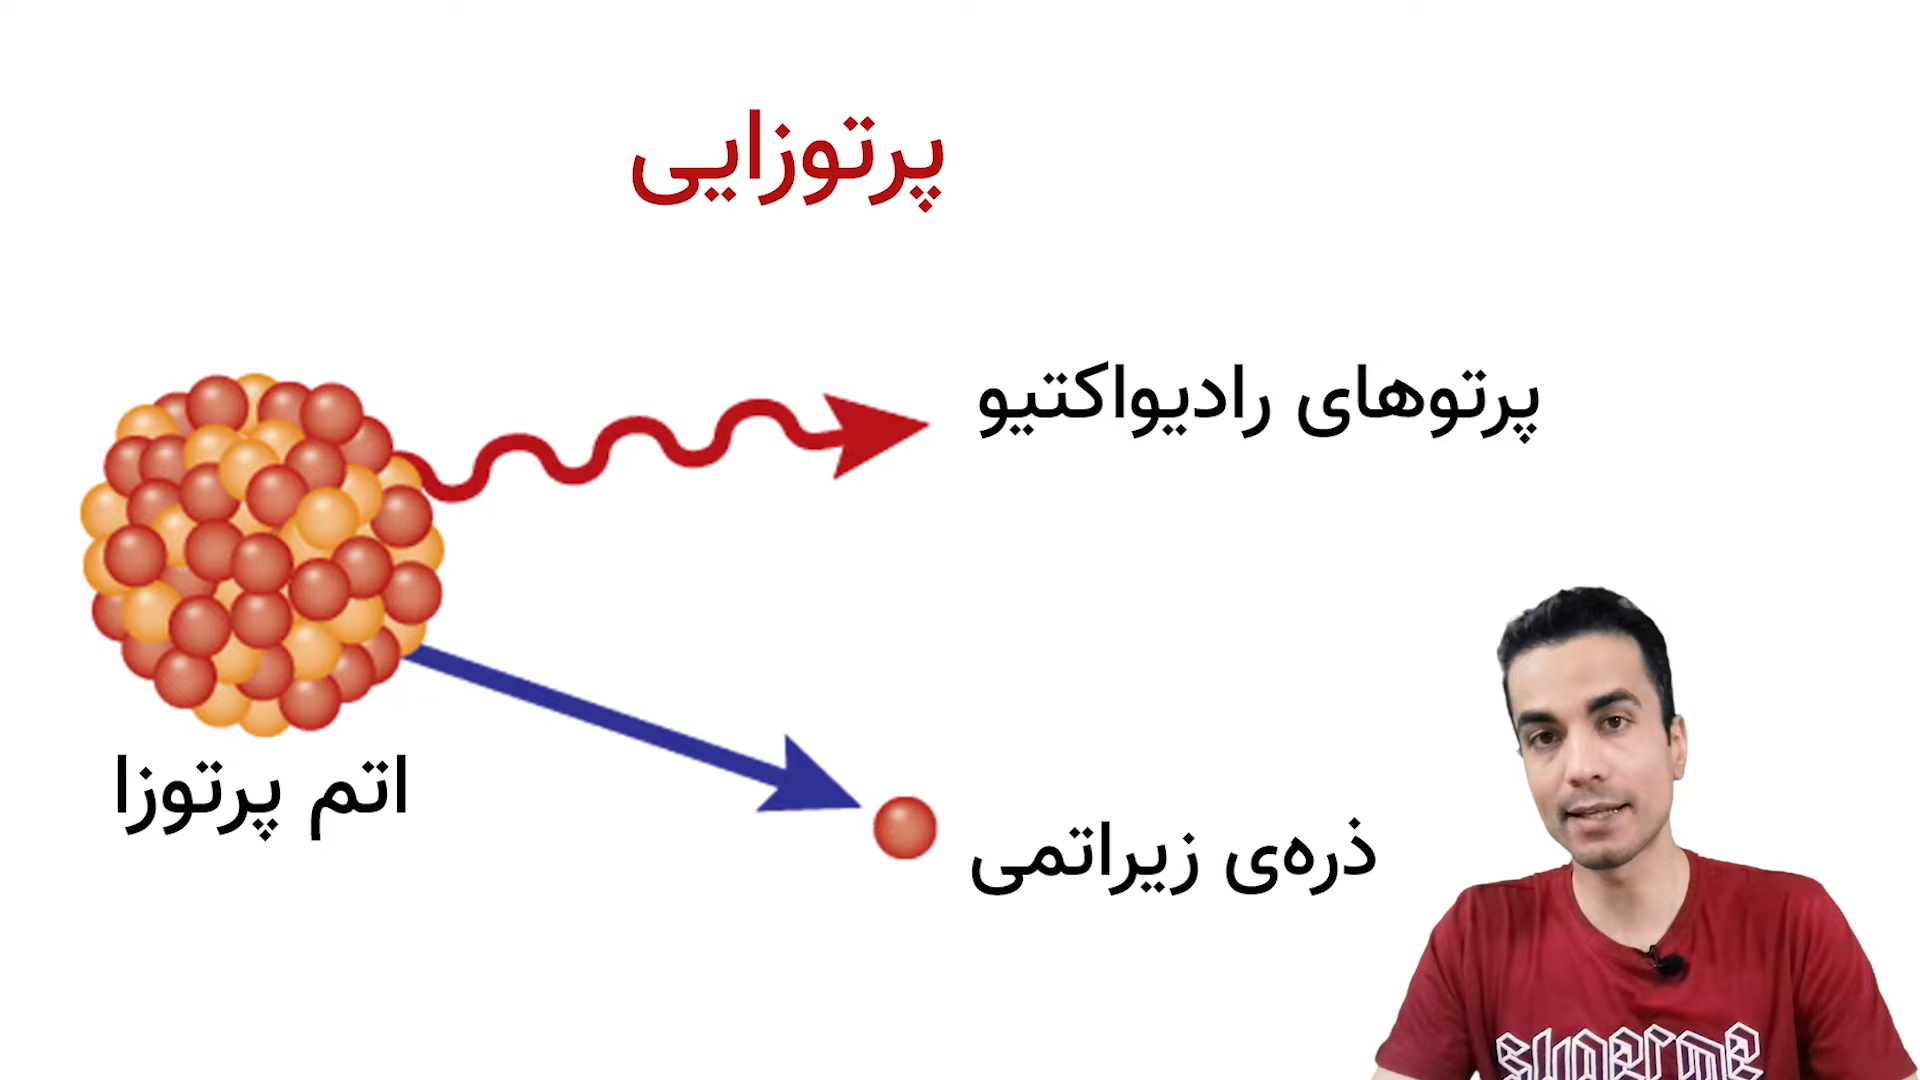 پرتوزایی
پرتوهای رادیواکتیو
اتم پرتوزا
ذره‌ی زیراتمی